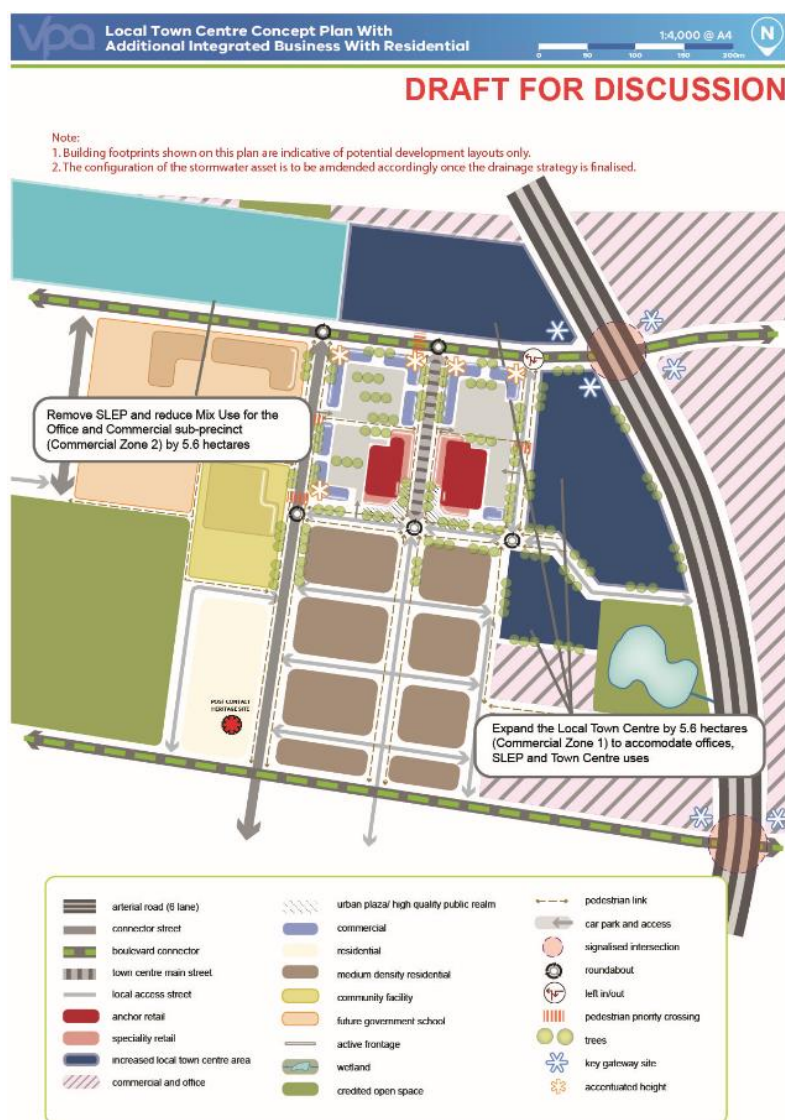 vpa
Local Town Centre Concept Plan With
Additional Integrated Business With Residential
1:4,000 @ A4
N
0 50 100 150 200m
DRAFT FOR DISCUSSION
Note:
1. Building footprints shown on this plan are indicative of potential development layouts only.
2. The configuration of the stormwater asset is to be amdended accordingly once the drainage strategy is finalised.
Remove SLEP and reduce Mix Use for the
Office and Commercial sub-precinct
(Commercial Zone 2) by 5.6 hectares
POST CONTACT
HERITAGE SITE
Expand the Local Town Centre by 5.6 hectares
(Commercial Zone 1) to accomodate offices,
SLEP and Town Centre uses
arterial road (6 lane)
connector street
boulevard connector
town centre main street
local access street
anchor retail
speciality retail
increased local town centre area
commercial and office
urban plaza/ high quality public realm
commercial
residential
medium density residential
community facility
future government school
active frontage
wetland
credited open space
pedestrian link
car park and access
signalised intersection
roundabout
left in/out
pedestrian priority crossing
trees
key gateway site
accentuated height